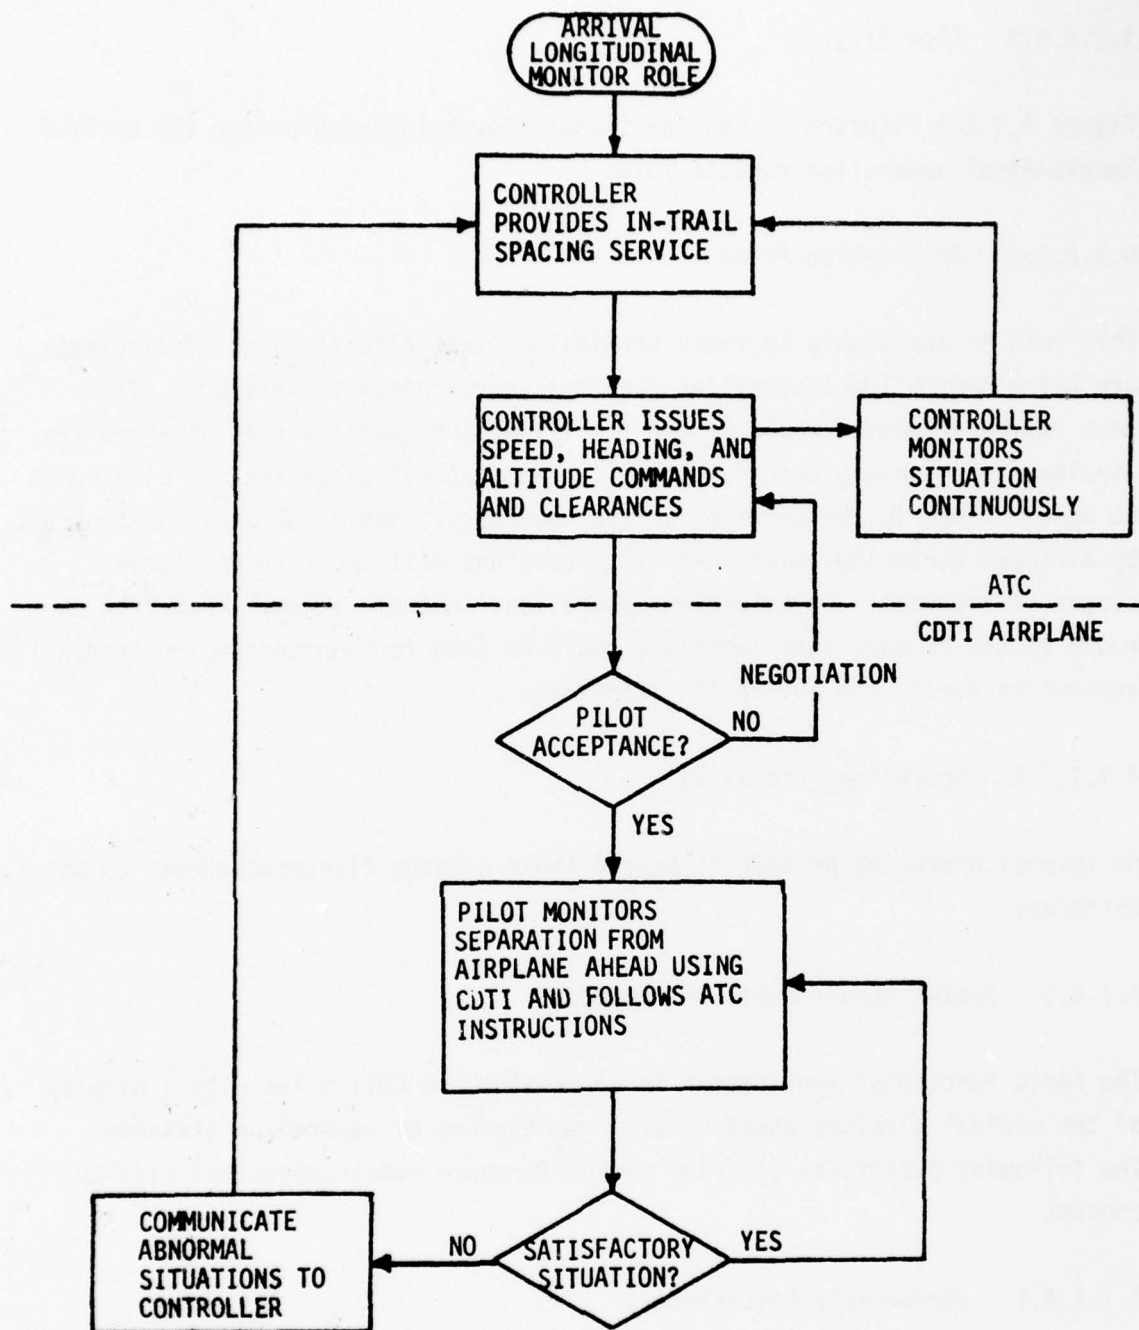 ARRIVAL
LONGITUDINAL
MONITOR ROLE
CONTROLLER
PROVIDES IN-TRAIL
SPACING SERVICE
CONTROLLER ISSUES
SPEED, HEADING, AND
ALTITUDE COMMANDS
AND CLEARANCES
CONTROLLER
MONITORS
SITUATION
CONTINUOUSLY
ATC
CDTI AIRPLANE
NEGOTIATION
PILOT
ACCEPTANCE?
NO
YES
PILOT MONITORS
SEPARATION FROM
AIRPLANE AHEAD USING
CDTI AND FOLLOWS ATC
INSTRUCTIONS
SATISFACTORY
SITUATION?
NO
YES
COMMUNICATE
ABNORMAL
SITUATIONS TO
CONTROLLER